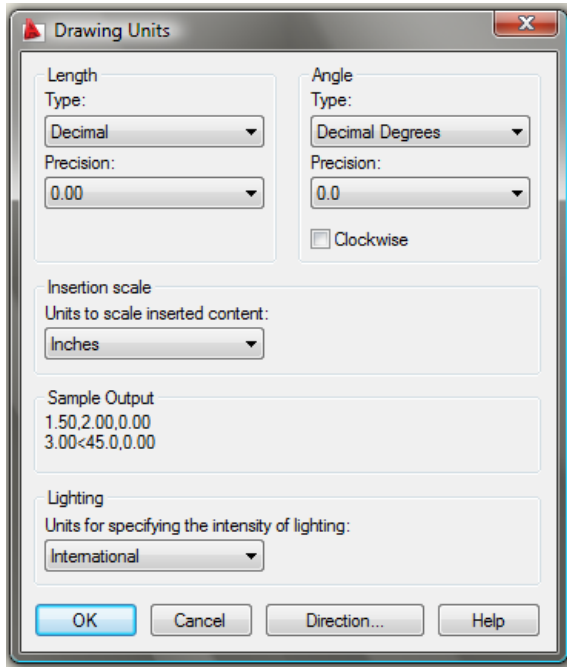 Drawing Units
Length
Type:
Decimal
Precision:
0.00
Angle
Type:
Decimal Degrees
Precision:
0.0
Clockwise
Insertion scale
Units to scale inserted content:
Inches
Sample Output
1.50,2.00,0.00
3.00<45.0,0.00
Lighting
Units for specifying the intensity of lighting:
International
OK
Cancel
Direction...
Help